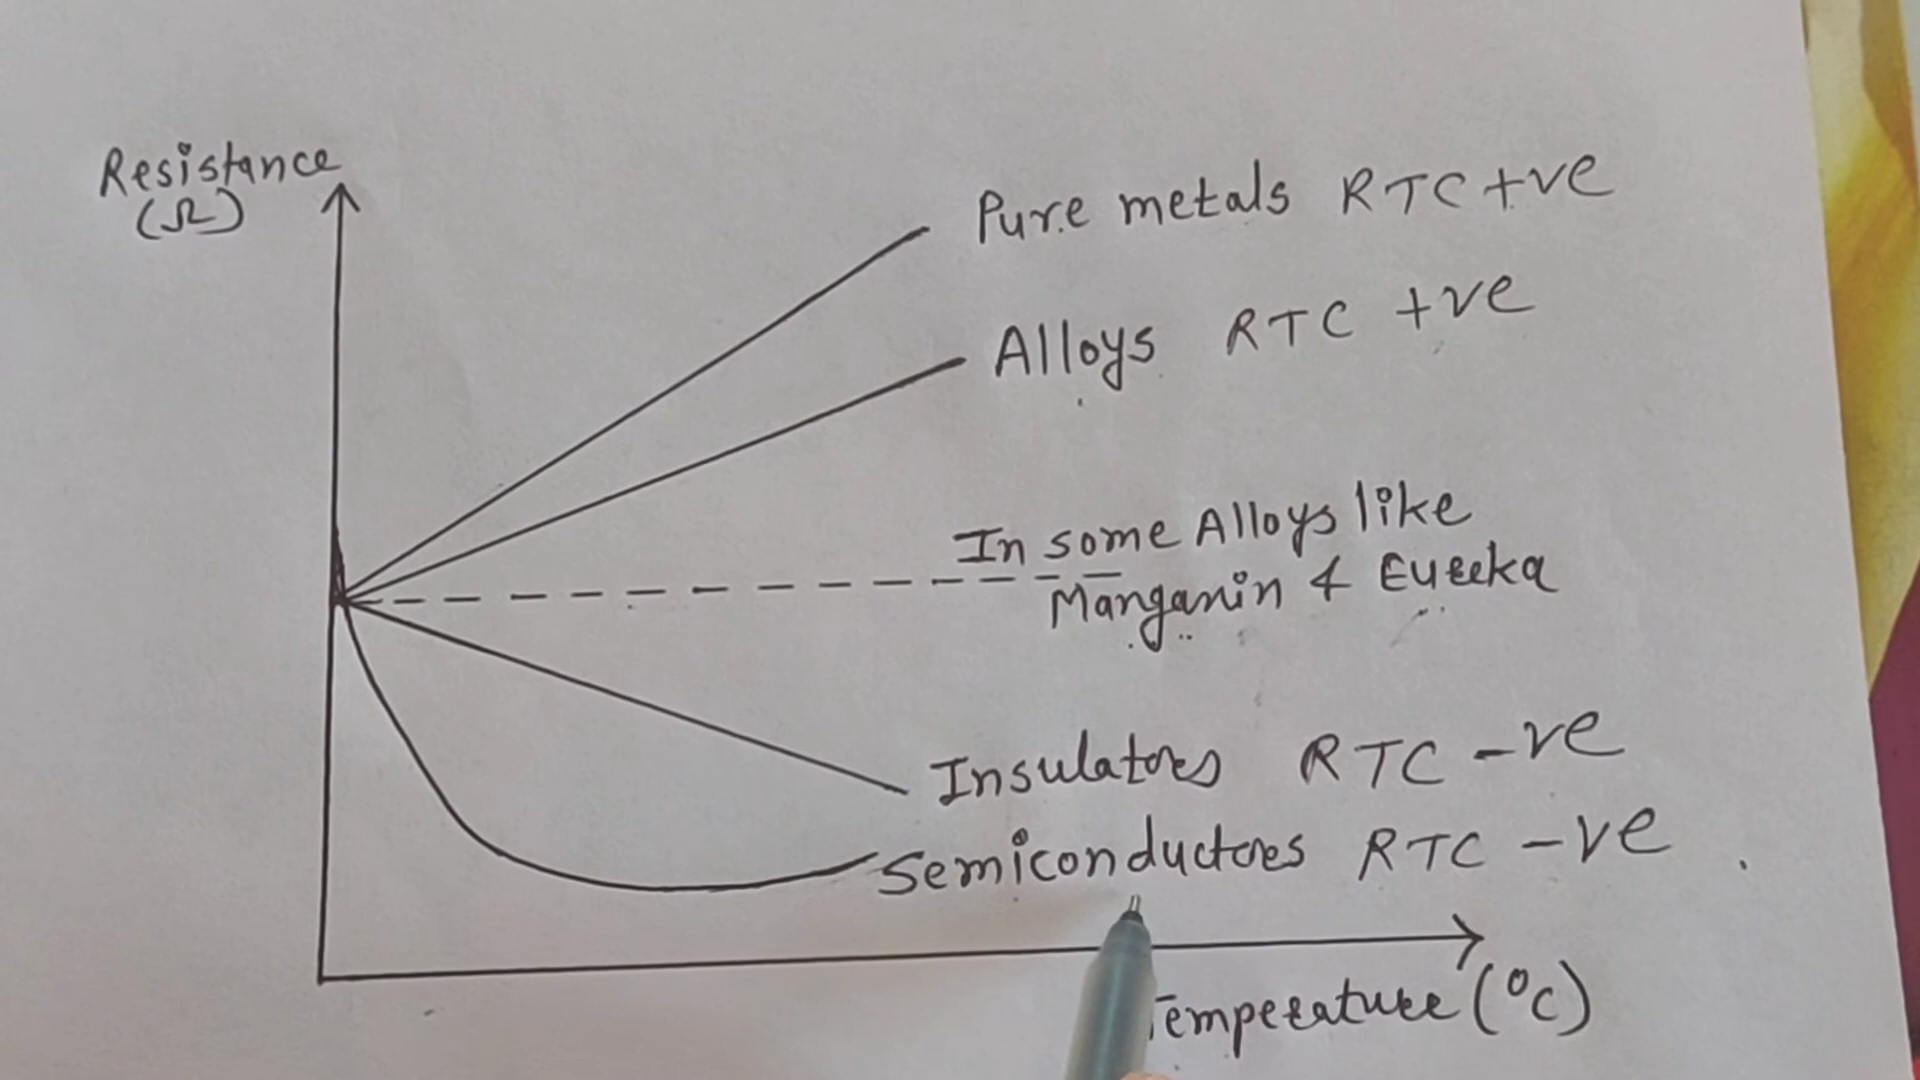 Resistance
(Ω)
Pure metals RTC +ve
Alloys RTC +ve
In some Alloys like
Manganin & Eureka
Insulators RTC -ve
Semiconductors RTC -ve
Temperature (°C)